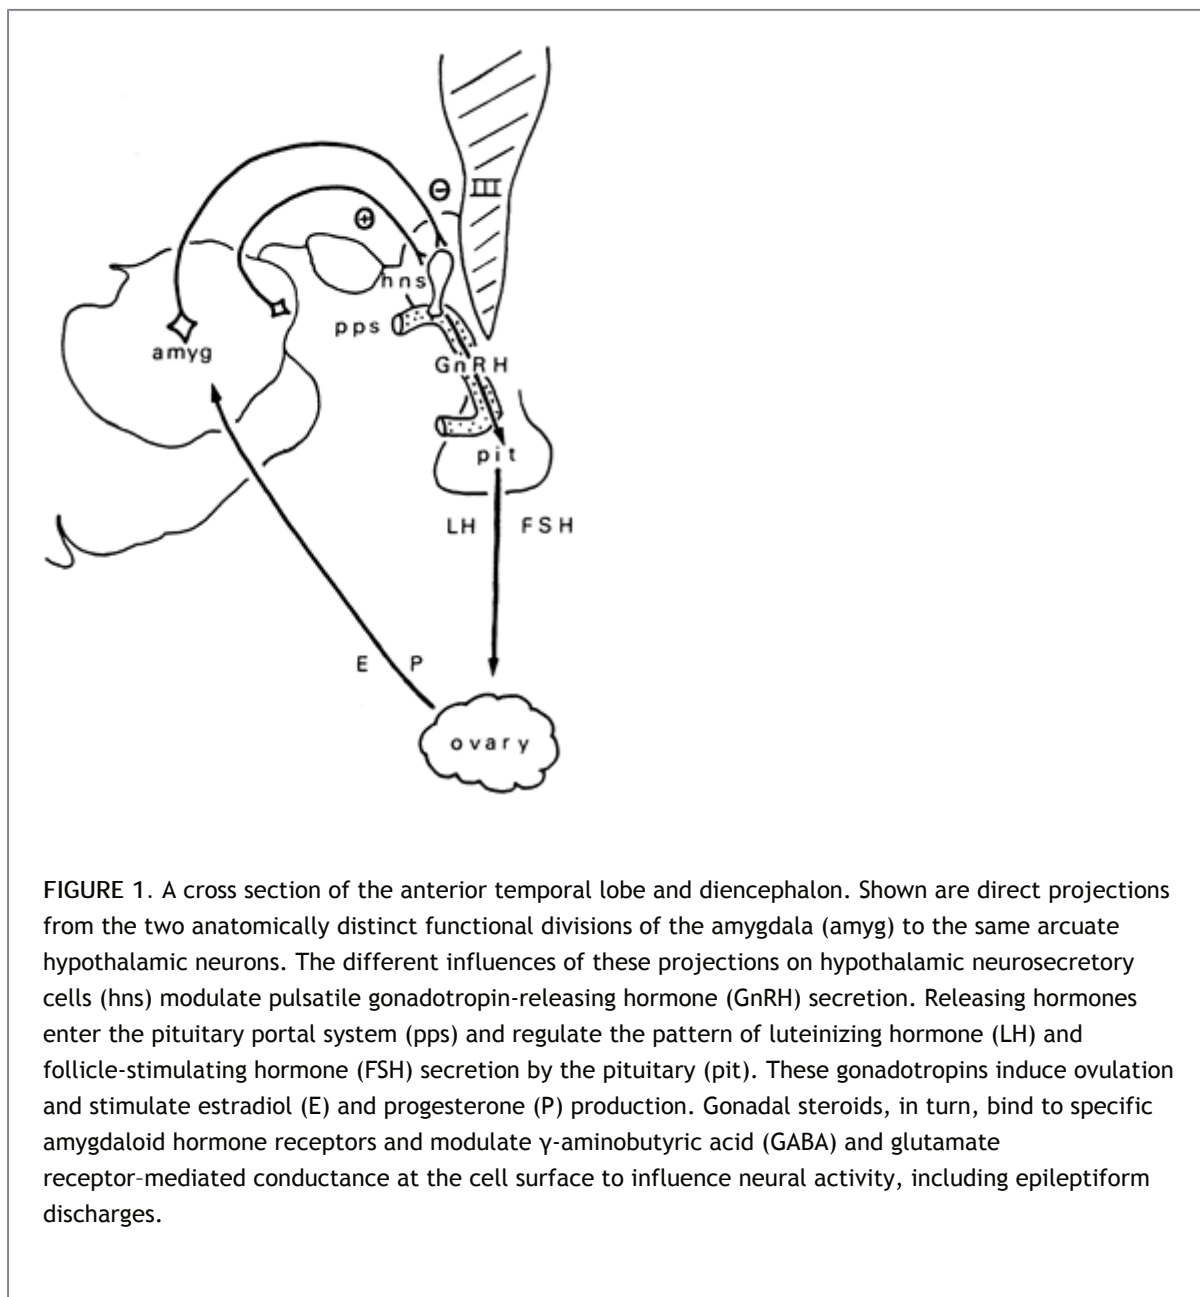 ⊖ III
⊕
hns
pps
amyg
GnRH
pit
LH FSH
E P
ovary
FIGURE 1. A cross section of the anterior temporal lobe and diencephalon. Shown are direct projections
from the two anatomically distinct functional divisions of the amygdala (amyg) to the same arcuate
hypothalamic neurons. The different influences of these projections on hypothalamic neurosecretory
cells (hns) modulate pulsatile gonadotropin-releasing hormone (GnRH) secretion. Releasing hormones
enter the pituitary portal system (pps) and regulate the pattern of luteinizing hormone (LH) and
follicle-stimulating hormone (FSH) secretion by the pituitary (pit). These gonadotropins induce ovulation
and stimulate estradiol (E) and progesterone (P) production. Gonadal steroids, in turn, bind to specific
amygdaloid hormone receptors and modulate γ-aminobutyric acid (GABA) and glutamate
receptor-mediated conductance at the cell surface to influence neural activity, including epileptiform
discharges.